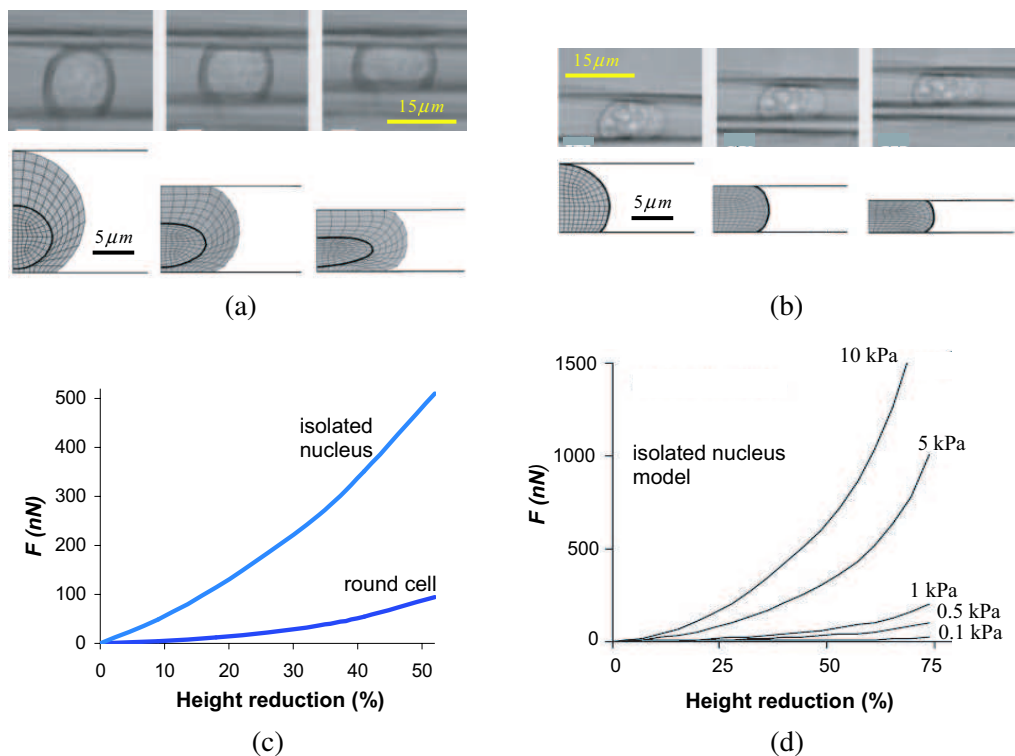 15μm
15μm
5μm
5μm
(a)
(b)
500
400
300
200
100
0
F (nN)
isolated
nucleus
round cell
0
10
20
30
40
50
Height reduction (%)
(c)
1500
1000
500
0
F (nN)
10 kPa
isolated nucleus
model
5 kPa
1 kPa
0.5 kPa
0.1 kPa
0
25
50
75
Height reduction (%)
(d)